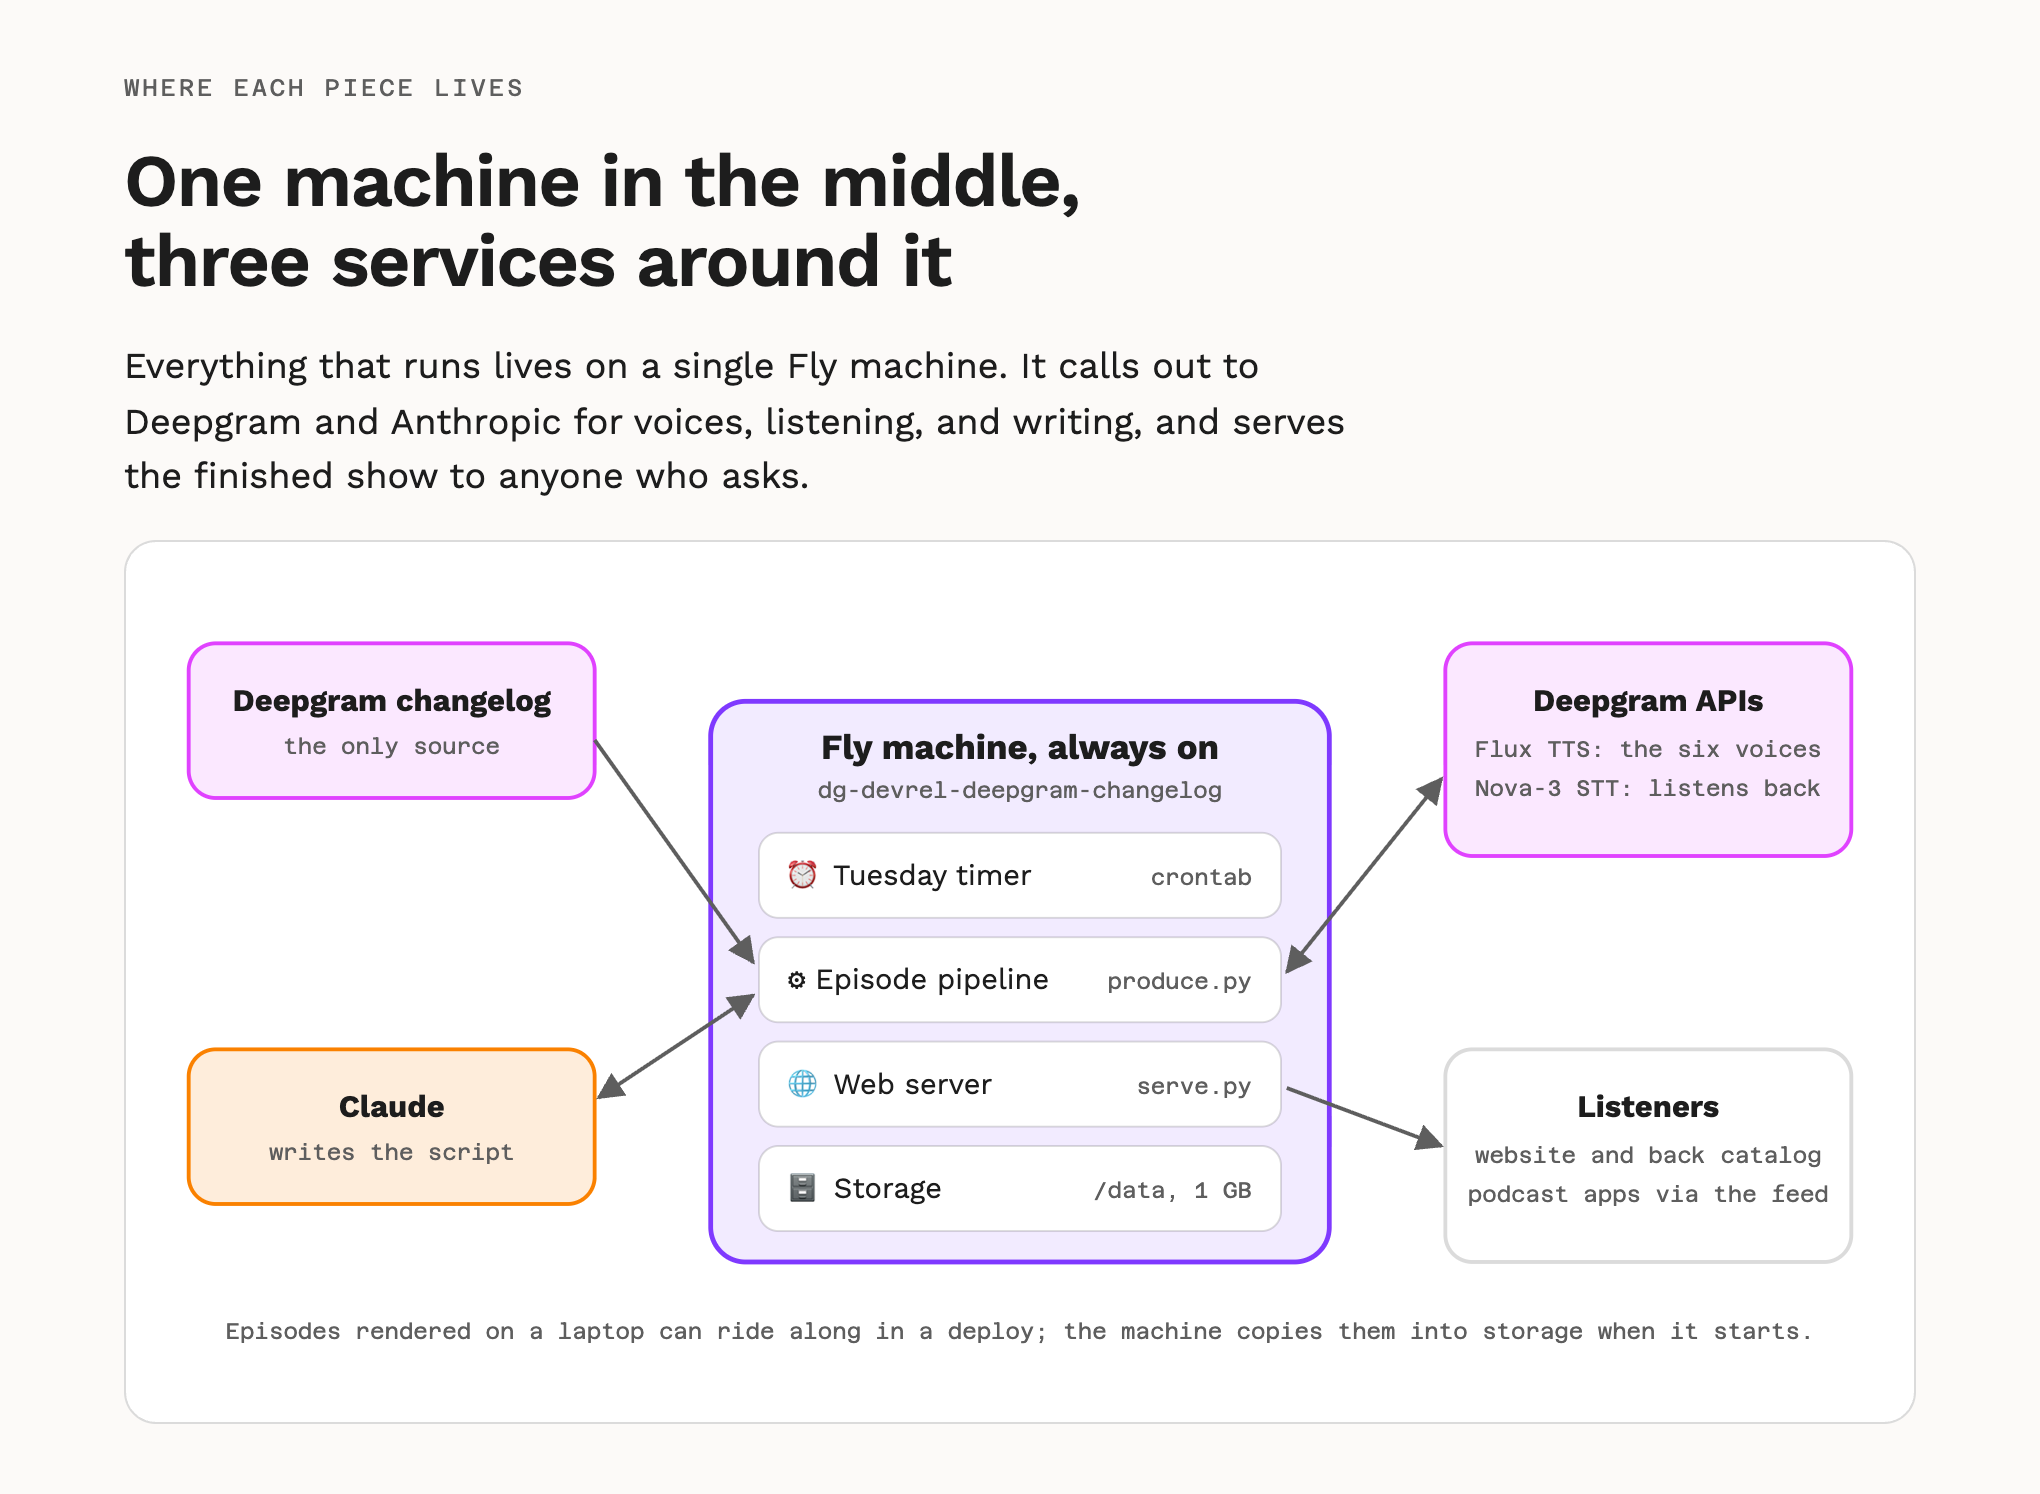 WHERE EACH PIECE LIVES
One machine in the middle,
three services around it
Everything that runs lives on a single Fly machine. It calls out to
Deepgram and Anthropic for voices, listening, and writing, and serves
the finished show to anyone who asks.
Deepgram changelog
the only source
Claude
writes the script
Fly machine, always on
dg-devrel-deepgram-changelog
Tuesday timer crontab
Episode pipeline produce.py
Web server serve.py
Storage /data, 1 GB
Deepgram APIs
Flux TTS: the six voices
Nova-3 STT: listens back
Listeners
website and back catalog
podcast apps via the feed
Episodes rendered on a laptop can ride along in a deploy; the machine copies them into storage when it starts.